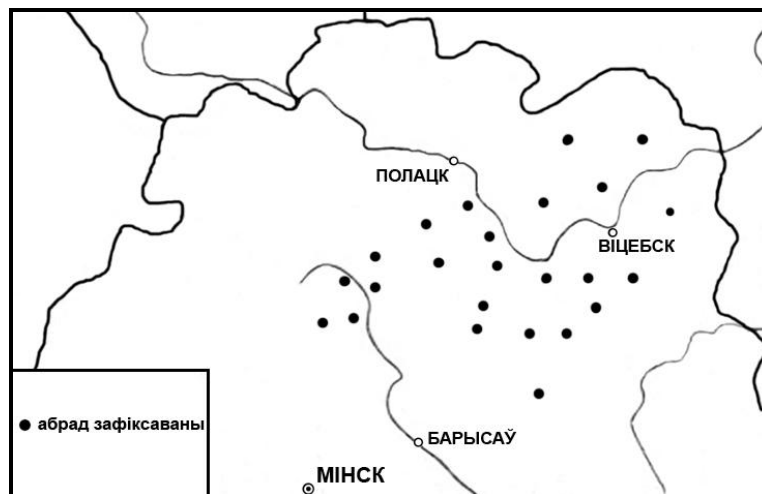 ПОЛАЦК
ВІЦЕБСК
абрад зафіксаваны
БАРЫСАЎ
МІНСК